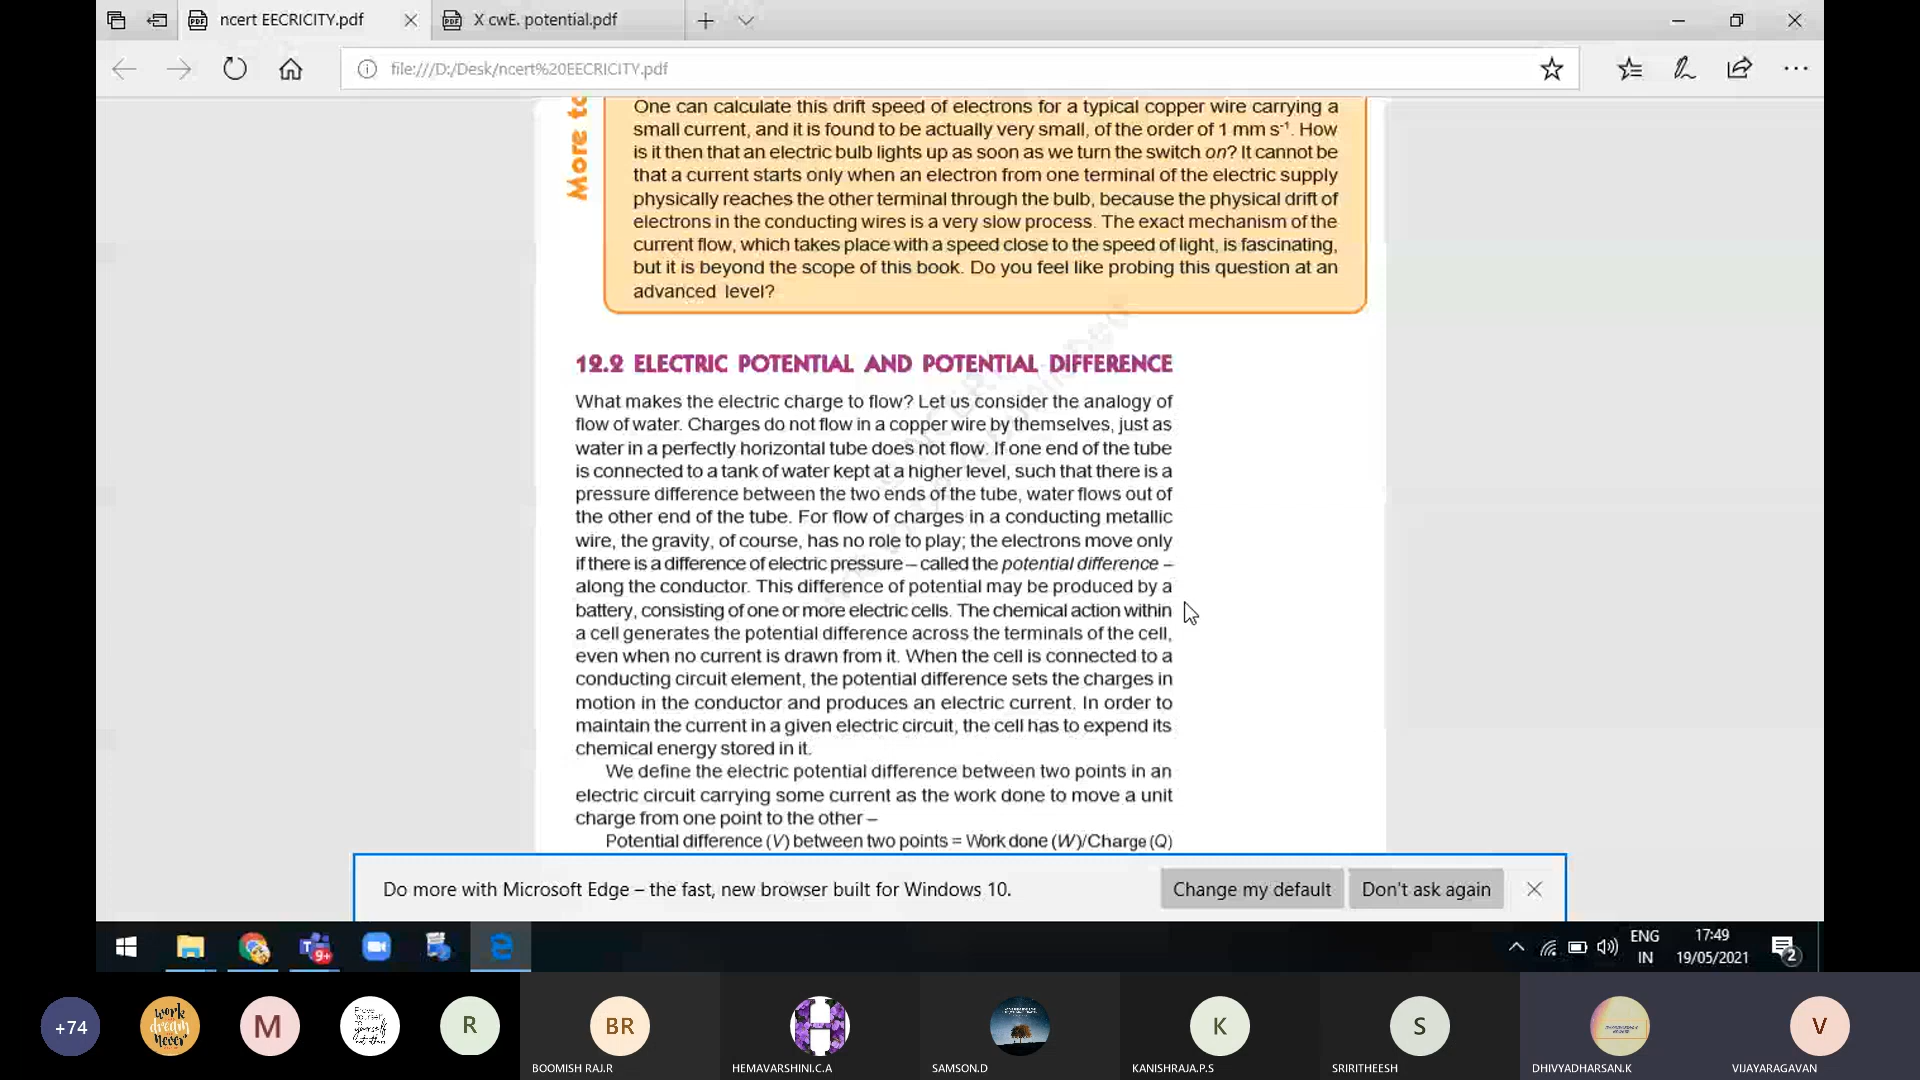 ncert EECRICITY.pdf
X cwE. potential.pdf
file:///D:/Desk/ncert%20EECRICITY.pdf
More to
One can calculate this drift speed of electrons for a typical copper wire carrying a
small current, and it is found to be actually very small, of the order of 1 mm s⁻¹. How
is it then that an electric bulb lights up as soon as we turn the switch on? It cannot be
that a current starts only when an electron from one terminal of the electric supply
physically reaches the other terminal through the bulb, because the physical drift of
electrons in the conducting wires is a very slow process. The exact mechanism of the
current flow, which takes place with a speed close to the speed of light, is fascinating,
but it is beyond the scope of this book. Do you feel like probing this question at an
advanced level?
12.2 ELECTRIC POTENTIAL AND POTENTIAL DIFFERENCE
What makes the electric charge to flow? Let us consider the analogy of
flow of water. Charges do not flow in a copper wire by themselves, just as
water in a perfectly horizontal tube does not flow. If one end of the tube
is connected to a tank of water kept at a higher level, such that there is a
pressure difference between the two ends of the tube, water flows out of
the other end of the tube. For flow of charges in a conducting metallic
wire, the gravity, of course, has no role to play; the electrons move only
if there is a difference of electric pressure – called the potential difference –
along the conductor. This difference of potential may be produced by a
battery, consisting of one or more electric cells. The chemical action within
a cell generates the potential difference across the terminals of the cell,
even when no current is drawn from it. When the cell is connected to a
conducting circuit element, the potential difference sets the charges in
motion in the conductor and produces an electric current. In order to
maintain the current in a given electric circuit, the cell has to expend its
chemical energy stored in it.
We define the electric potential difference between two points in an
electric circuit carrying some current as the work done to move a unit
charge from one point to the other –
Potential difference (V) between two points = Work done (W)/Charge (Q)
Do more with Microsoft Edge – the fast, new browser built for Windows 10.
Change my default
Don't ask again
9+
ENG
IN
17:49
19/05/2021
2
+74
work
dream
never
M
R
BR
K
S
V
BOOMISH RAJ.R
HEMAVARSHINI.C.A
SAMSON.D
KANISHRAJA.P.S
SRIRITHEESH
DHIVYADHARSAN.K
VIJAYARAGAVAN